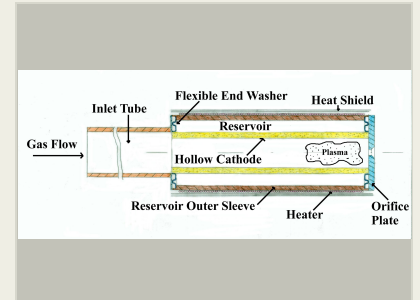 Flexible End Washer
Heat Shield
Inlet Tube
Reservoir
Gas Flow
Hollow Cathode
Plasma
Reservoir Outer Sleeve
Heater
Orifice
Plate